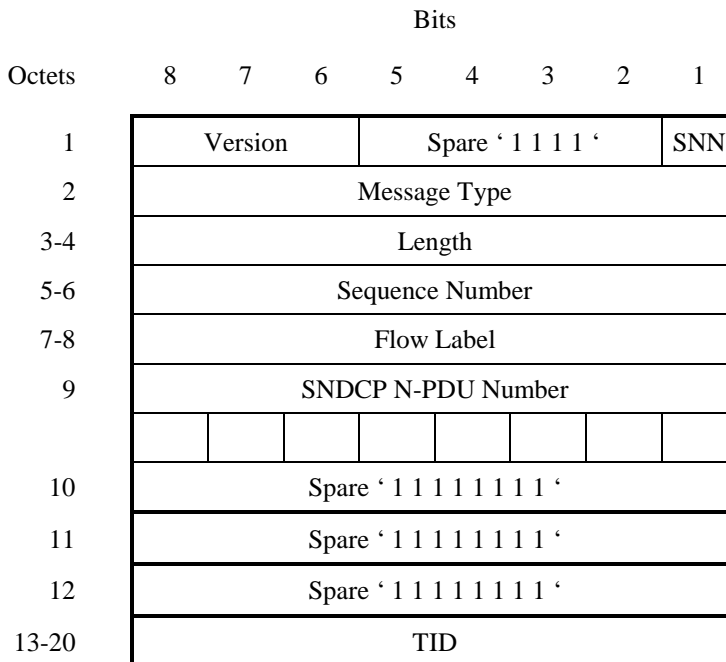 Bits
Octets 8 7 6 5 4 3 2 1
1 Version Spare ‘ 1 1 1 1 ‘ SNN
2 Message Type
3-4 Length
5-6 Sequence Number
7-8 Flow Label
9 SNDCP N-PDU Number
10 Spare ‘ 1 1 1 1 1 1 1 1 ‘
11 Spare ‘ 1 1 1 1 1 1 1 1 ‘
12 Spare ‘ 1 1 1 1 1 1 1 1 ‘
13-20 TID